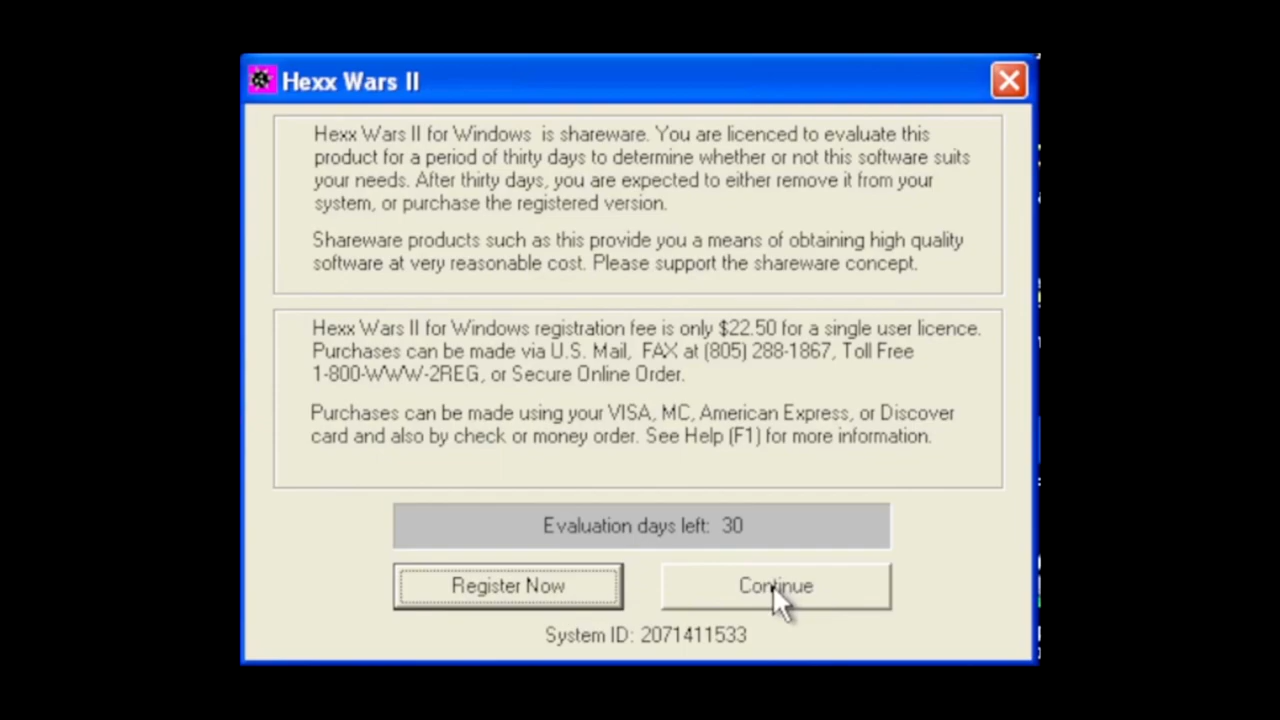 Hexx Wars II
Hexx Wars II for Windows is shareware. You are licenced to evaluate this
product for a period of thirty days to determine whether or not this software suits
your needs. After thirty days, you are expected to either remove it from your
system, or purchase the registered version.
Shareware products such as this provide you a means of obtaining high quality
software at very reasonable cost. Please support the shareware concept.
Hexx Wars II for Windows registration fee is only $22.50 for a single user licence.
Purchases can be made via U.S. Mail, FAX at (805) 288-1867, Toll Free
1-800-WWW-2REG, or Secure Online Order.
Purchases can be made using your VISA, MC, American Express, or Discover
card and also by check or money order. See Help (F1) for more information.
Evaluation days left: 30
Register Now
Continue
System ID: 2071411533